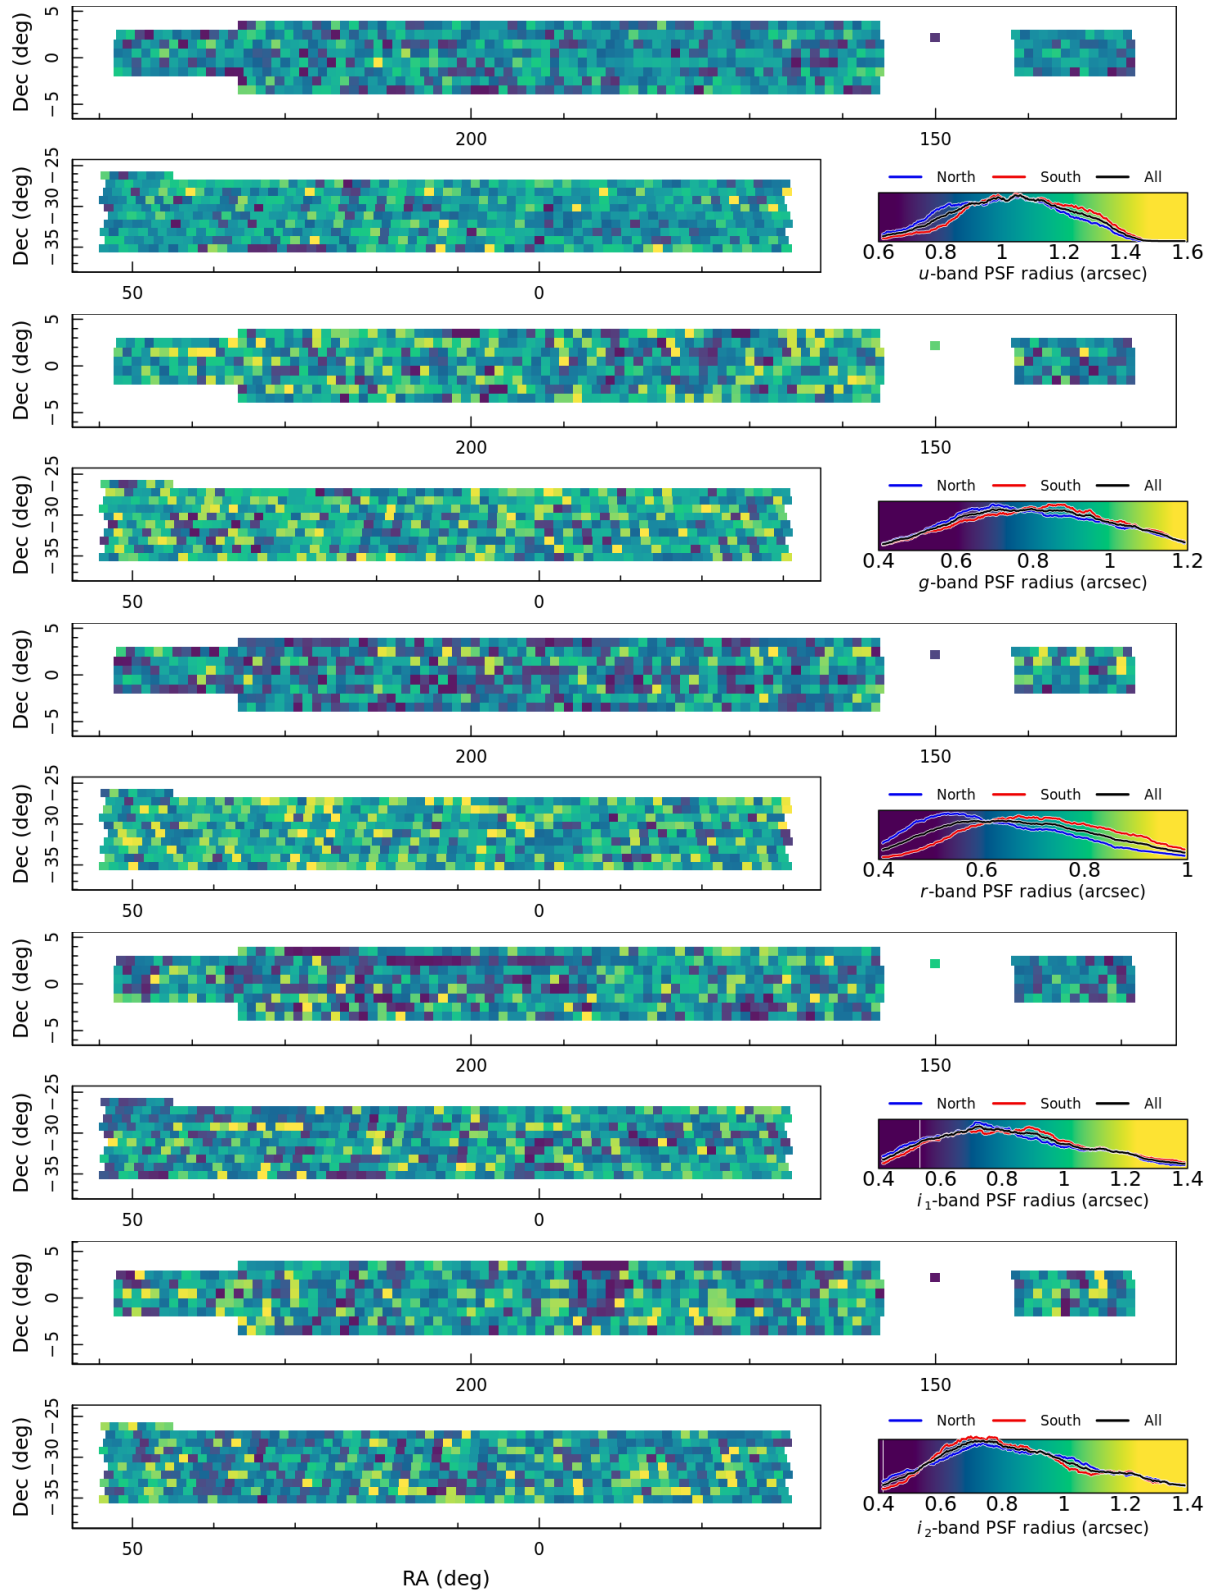 Dec (deg)
5
0
−5
200
150
Dec (deg)
−25
−30
−35
50
0
North South All
0.6 0.8 1 1.2 1.4 1.6
u-band PSF radius (arcsec)
Dec (deg)
5
0
−5
200
150
Dec (deg)
−25
−30
−35
50
0
North South All
0.4 0.6 0.8 1 1.2
g-band PSF radius (arcsec)
Dec (deg)
5
0
−5
200
150
Dec (deg)
−25
−30
−35
50
0
North South All
0.4 0.6 0.8 1
r-band PSF radius (arcsec)
Dec (deg)
5
0
−5
200
150
Dec (deg)
−25
−30
−35
50
0
North South All
0.4 0.6 0.8 1 1.2 1.4
i₁-band PSF radius (arcsec)
Dec (deg)
5
0
−5
200
150
Dec (deg)
−25
−30
−35
50
0
North South All
0.4 0.6 0.8 1 1.2 1.4
i₂-band PSF radius (arcsec)
RA (deg)